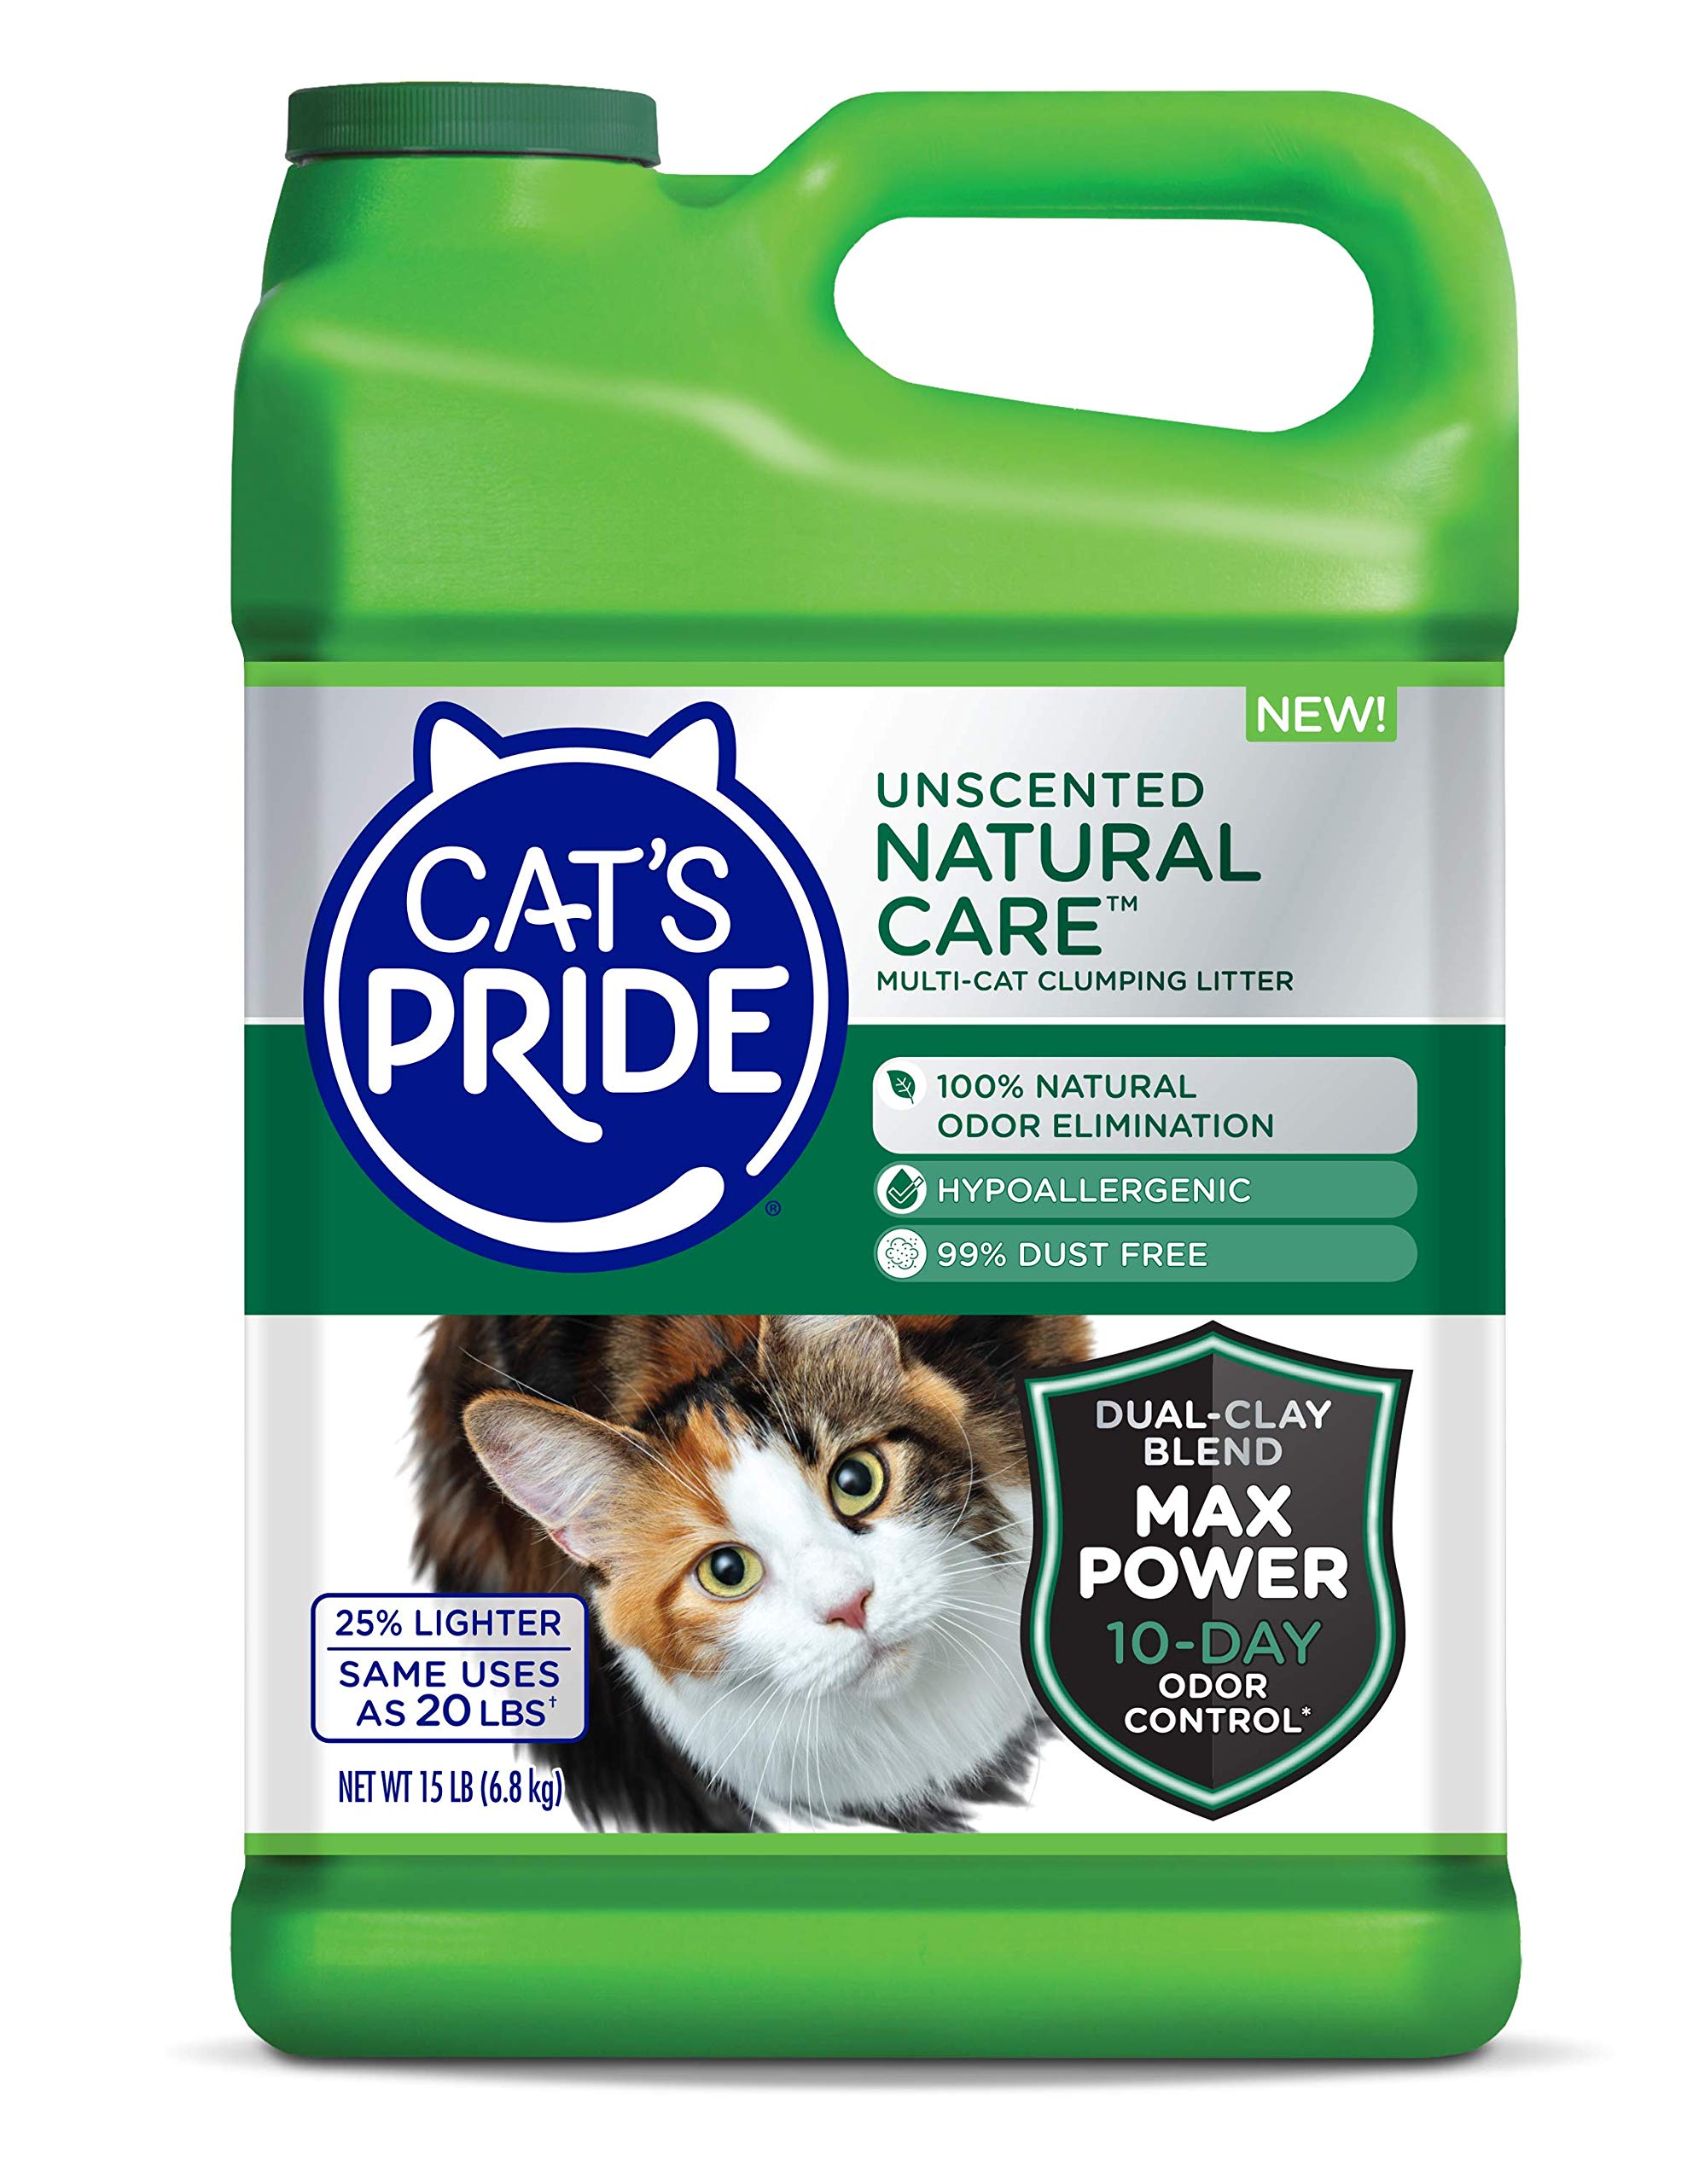 NEW!
UNSCENTED
NATURAL
CARE™
MULTI-CAT CLUMPING LITTER
CAT'S
PRIDE
®
100% NATURAL
ODOR ELIMINATION
HYPOALLERGENIC
99% DUST FREE
DUAL-CLAY
BLEND
MAX
POWER
10-DAY
ODOR
CONTROL*
25% LIGHTER
SAME USES
AS 20 LBS†
NET WT 15 LB (6.8 kg)